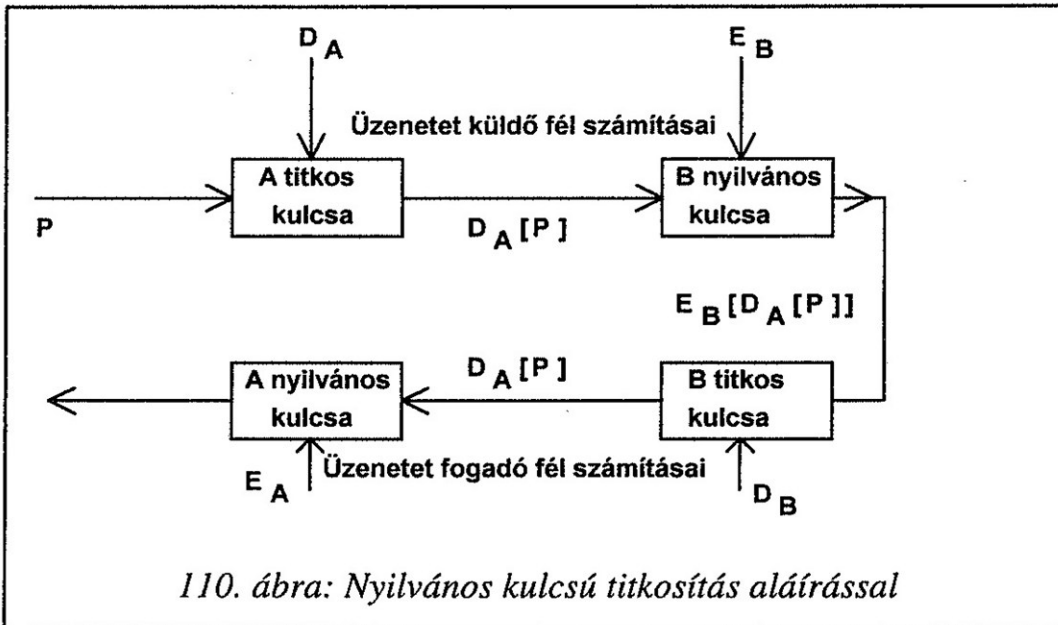 D A
E B
Üzenetet küldő fél számításai
A titkos
kulcsa
B nyilvános
kulcsa
P
D A [P]
E B [D A [P]]
A nyilvános
kulcsa
D A [P]
B titkos
kulcsa
E A
Üzenetet fogadó fél számításai
D B
110. ábra: Nyilvános kulcsú titkosítás aláírással